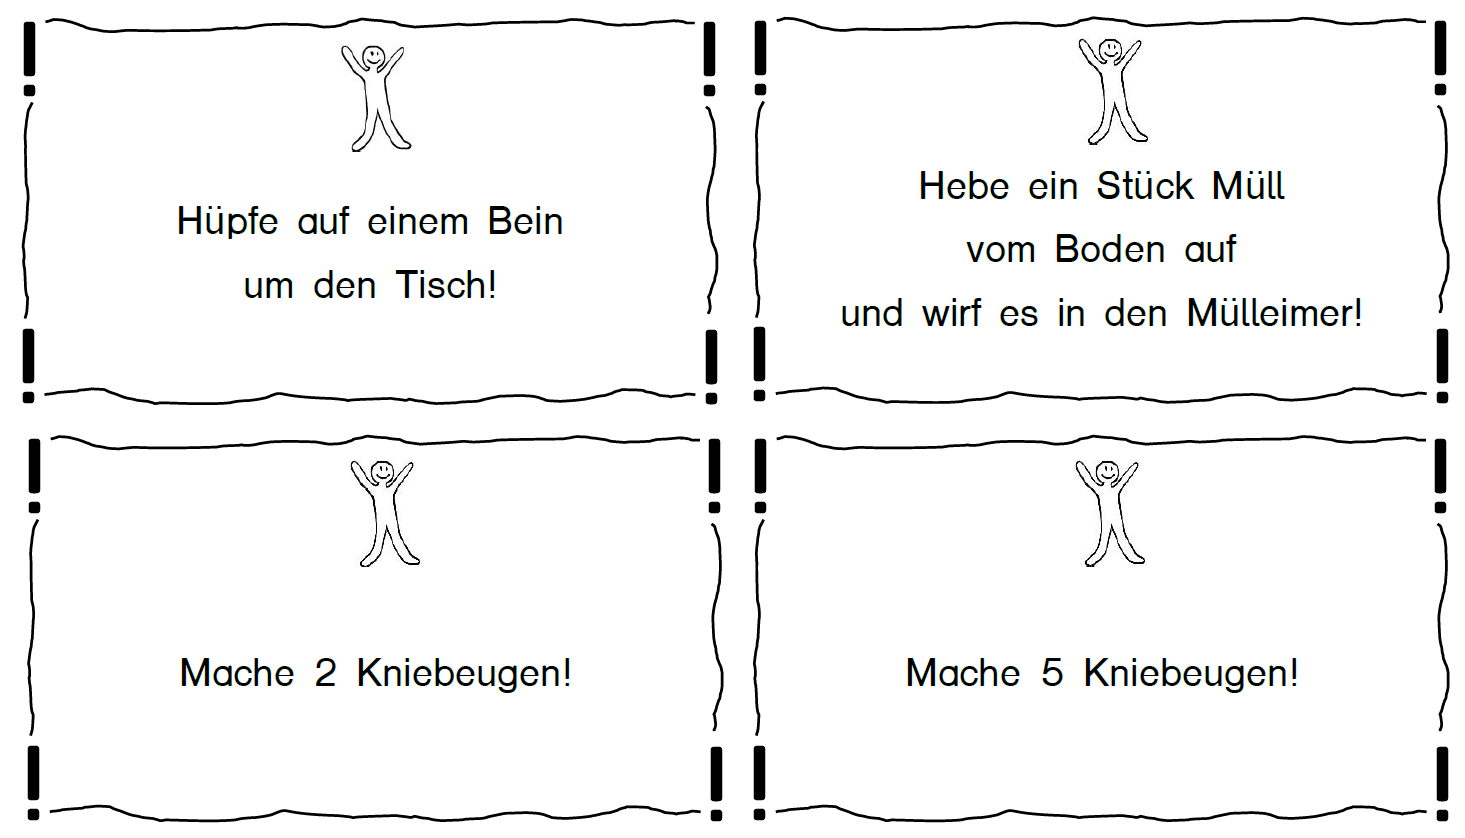 Hüpfe auf einem Bein
um den Tisch!
Hebe ein Stück Müll
vom Boden auf
und wirf es in den Mülleimer!
Mache 2 Kniebeugen!
Mache 5 Kniebeugen!